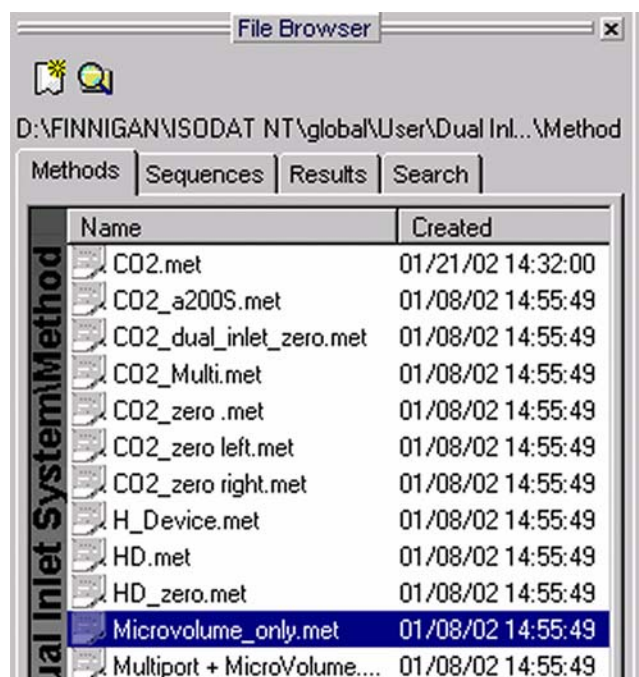 File Browser
D:\FINNIGAN\ISODAT NT\global\User\Dual Inl...\Method
Methods Sequences Results Search
Name Created
CO2.met 01/21/02 14:32:00
CO2_a200S.met 01/08/02 14:55:49
CO2_dual_inlet_zero.met 01/08/02 14:55:49
CO2_Multi.met 01/08/02 14:55:49
CO2_zero .met 01/08/02 14:55:49
CO2_zero left.met 01/08/02 14:55:49
CO2_zero right.met 01/08/02 14:55:49
H_Device.met 01/08/02 14:55:49
HD.met 01/08/02 14:55:49
HD_zero.met 01/08/02 14:55:49
Microvolume_only.met 01/08/02 14:55:49
Multiport + MicroVolume.... 01/08/02 14:55:49
ual Inlet System\Method